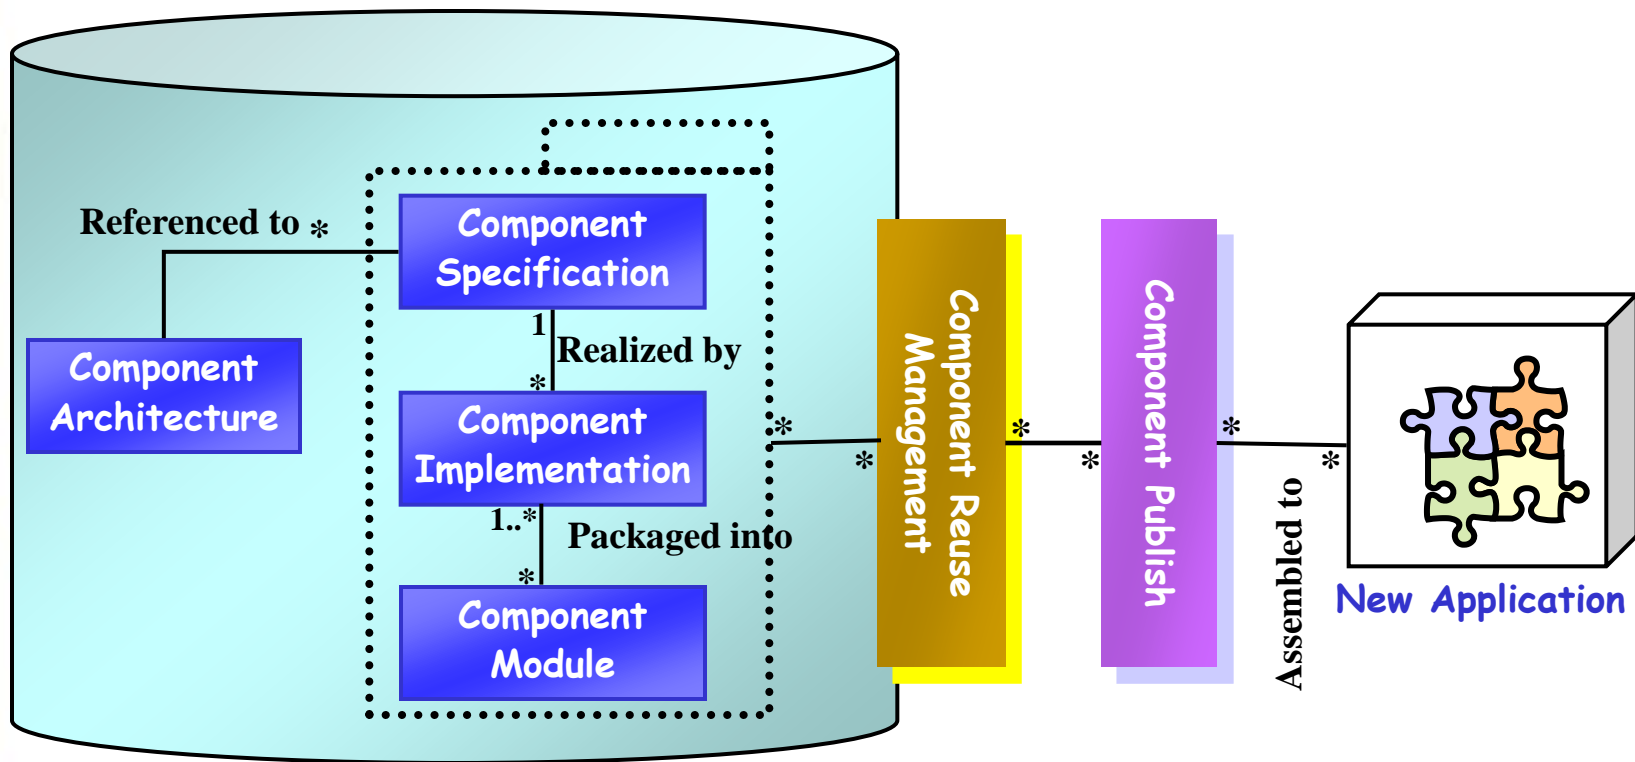 Referenced to *
Component
Specification
1
Realized by
*
Component
Architecture
Component
Implementation
1..*
Packaged into
*
Component
Module
*
*
Component Reuse
Management
*
*
Component Publish
*
*
Assembled to
New Application